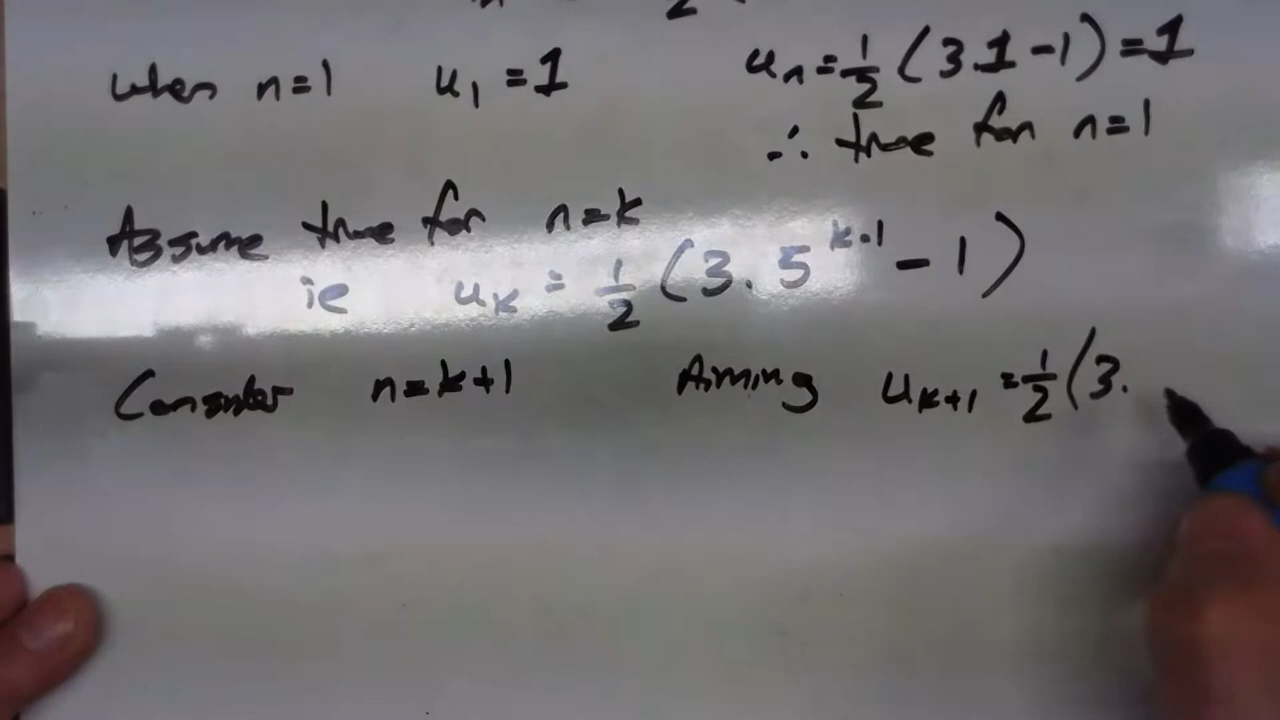 when n=1 u₁ = 1 uₙ = 1/2 (3.1 - 1) = 1
∴ true for n=1
Assume true for n=k
ie uₖ = 1/2 (3. 5^(k-1) - 1)
Consider n=k+1 Aiming uₖ₊₁ = 1/2 (3.